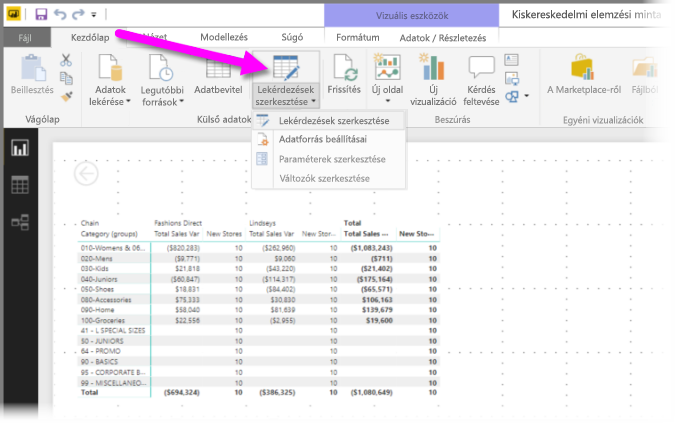 Vizuális eszközök
Kiskereskedelmi elemzési minta
Fájl Kezdőlap Nézet Modellezés Súgó Formátum Adatok / Részletezés
Beillesztés
Adatok lekérése
Legutóbbi források
Adatbevitel
Lekérdezések szerkesztése
Frissítés
Új oldal
Új vizualizáció
Kérdés feltevése
A Marketplace-ről
Fájlból
Vágólap Külső adatok Beszúrás Egyéni vizualizációk
Lekérdezések szerkesztése
Adatforrás beállításai
Paraméterek szerkesztése
Változók szerkesztése
Chain Fashions Direct Lindseys Total
Category (groups) Total Sales Var New Stores Total Sales Var New Stor... Total Sales ... New Sto...
010-Womens & 06... ($820,283) 10 ($262,960) 10 ($1,083,243) 10
020-Mens ($9,771) 10 $9,060 10 ($711) 10
030-Kids $21,818 10 ($43,220) 10 ($21,402) 10
040-Juniors ($60,847) 10 ($114,317) 10 ($175,164) 10
050-Shoes $18,831 10 ($84,402) 10 ($65,571) 10
080-Accessories $75,333 10 $30,830 10 $106,163 10
090-Home $58,040 10 $81,639 10 $139,679 10
100-Groceries $22,556 10 ($2,955) 10 $19,600 10
41 - L SPECIAL SIZES 10 10 10
50 - JUNIORS 10 10 10
64 - PROMO 10 10 10
90 - BASICS 10 10 10
95 - CORPORATE B... 10 10 10
99 - MISCELLANEO... 10 10 10
Total ($694,324) 10 ($386,325) 10 ($1,080,649) 10